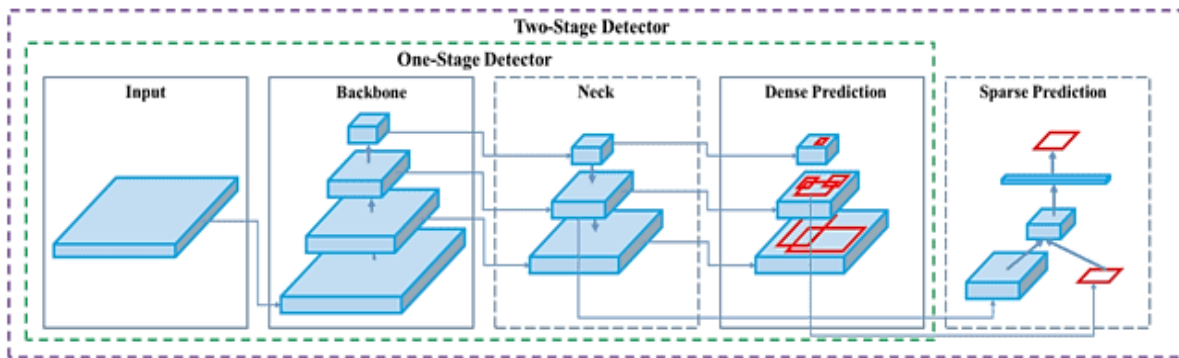 Two-Stage Detector
One-Stage Detector
Input
Backbone
Neck
Dense Prediction
Sparse Prediction